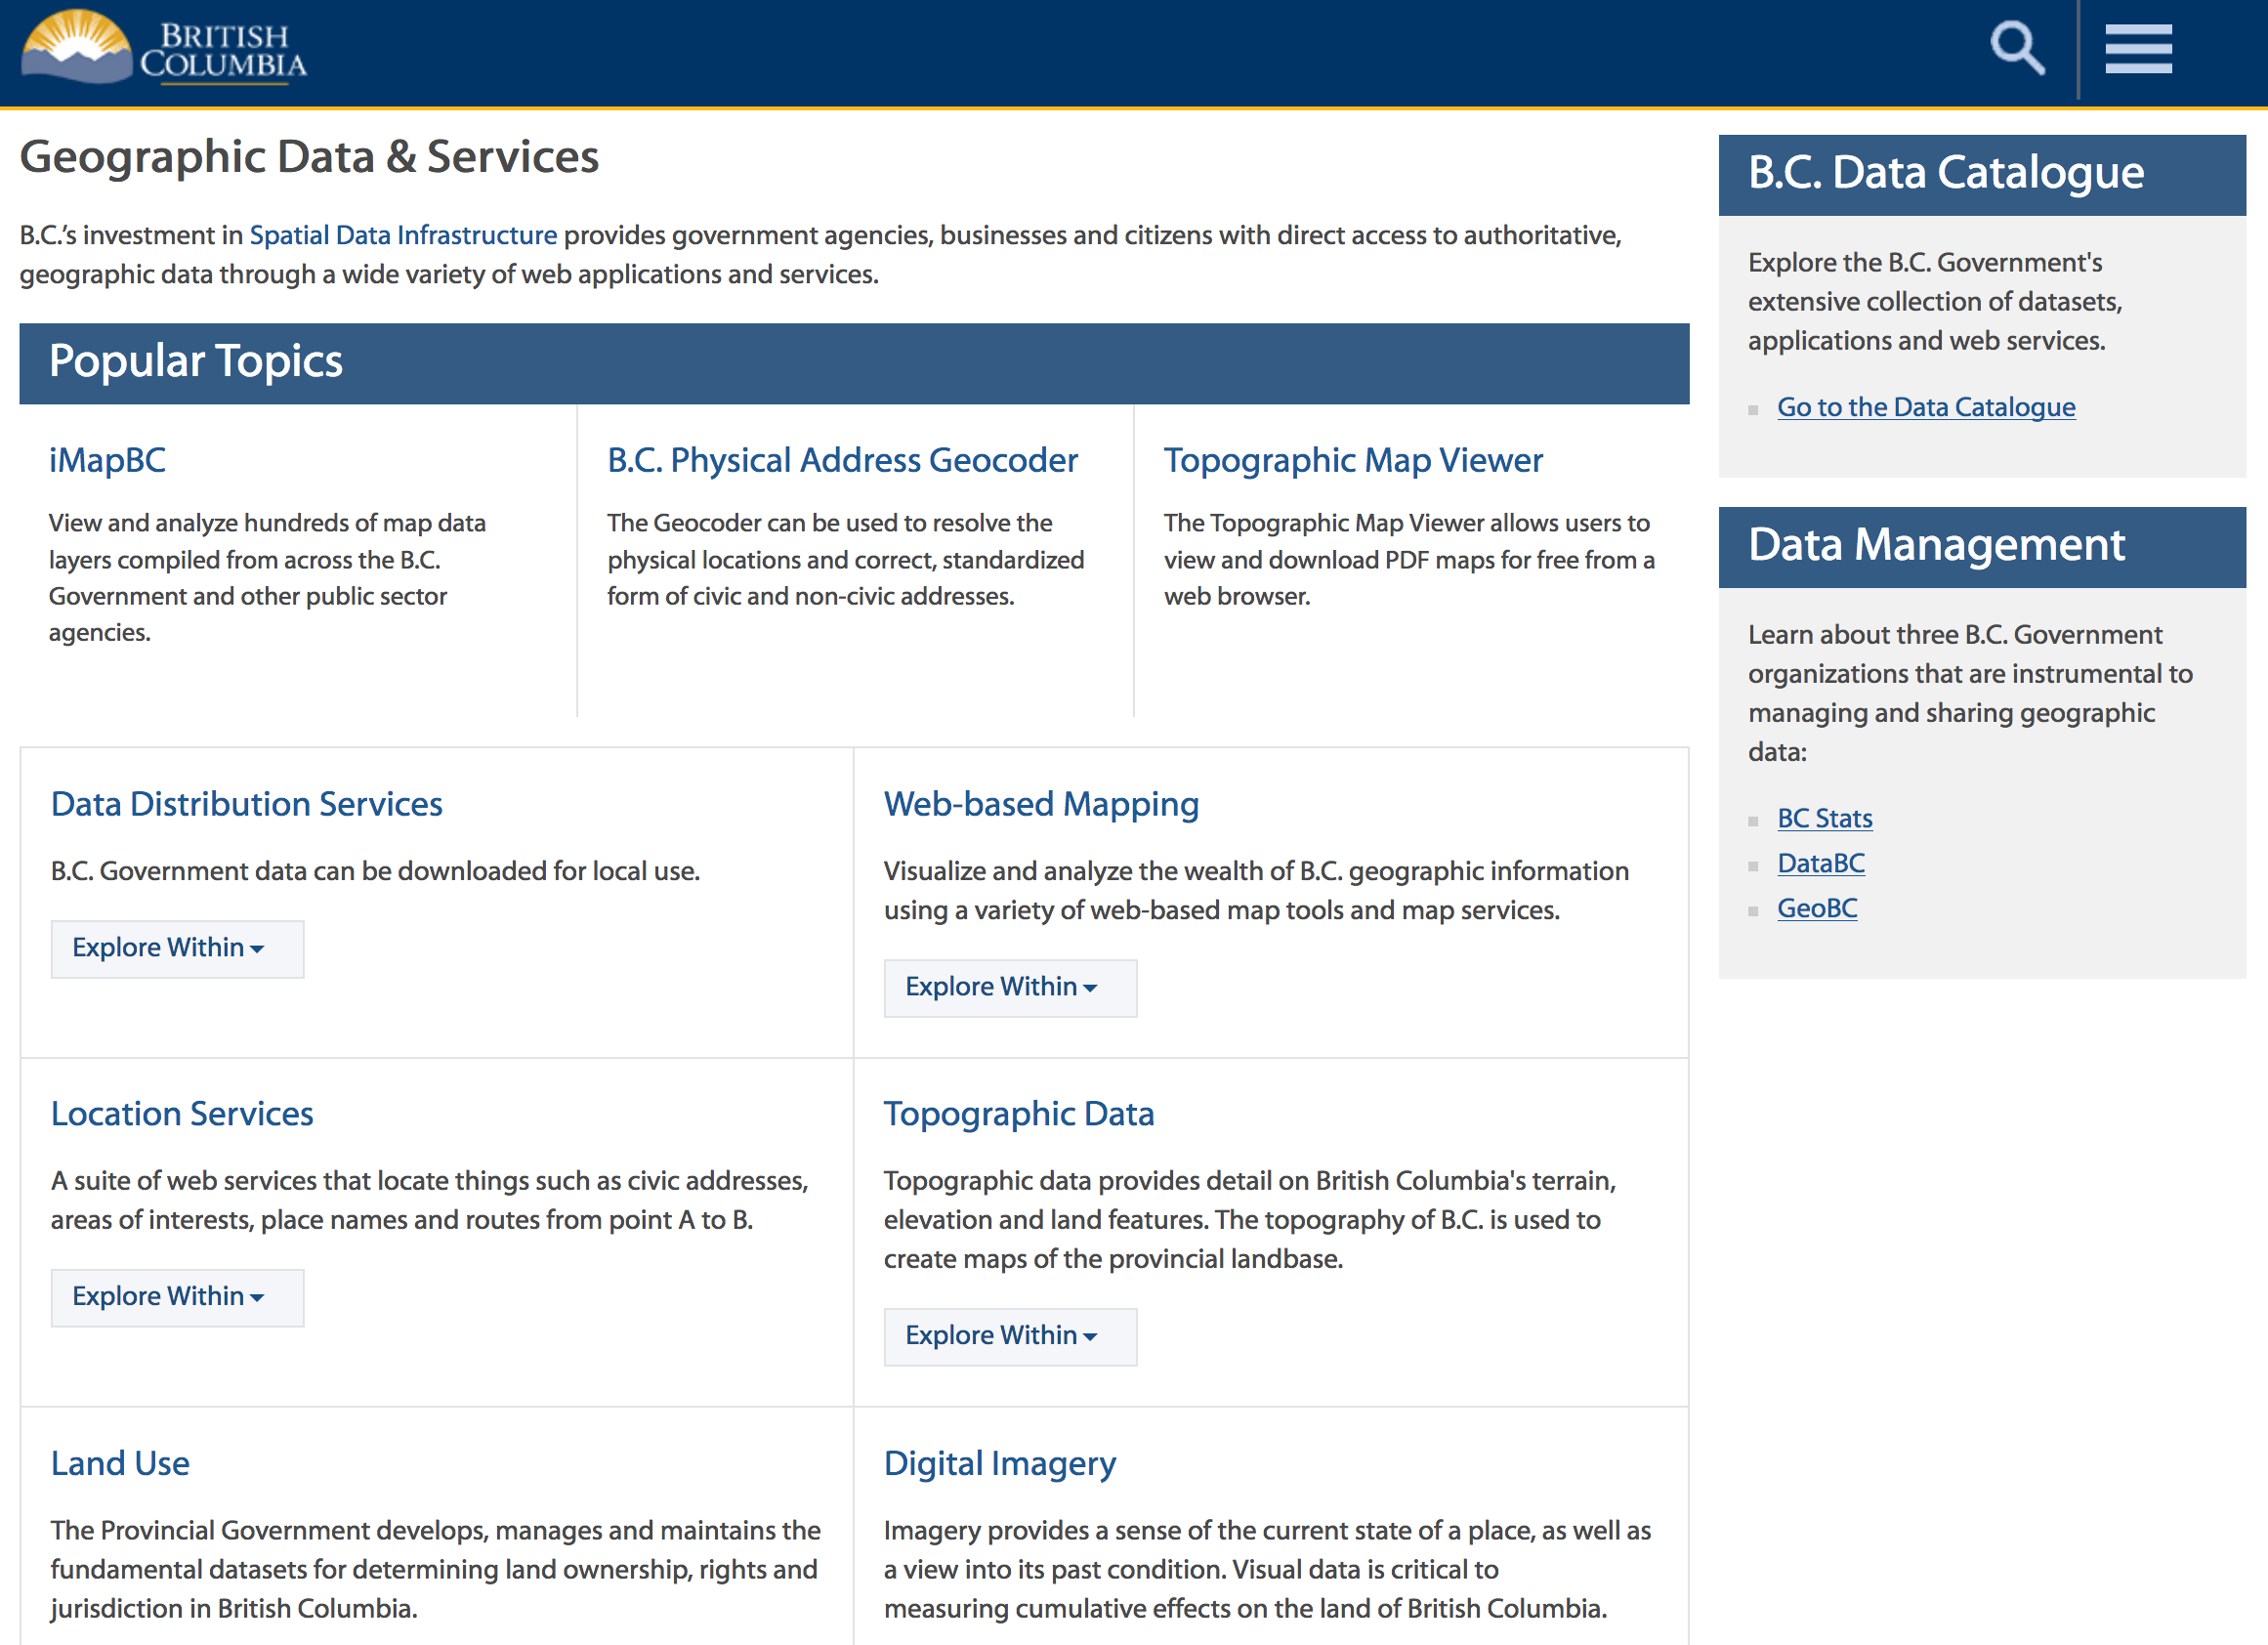 BRITISH
COLUMBIA
Geographic Data & Services
B.C.’s investment in Spatial Data Infrastructure provides government agencies, businesses and citizens with direct access to authoritative,
geographic data through a wide variety of web applications and services.
Popular Topics
iMapBC
View and analyze hundreds of map data
layers compiled from across the B.C.
Government and other public sector
agencies.
B.C. Physical Address Geocoder
The Geocoder can be used to resolve the
physical locations and correct, standardized
form of civic and non-civic addresses.
Topographic Map Viewer
The Topographic Map Viewer allows users to
view and download PDF maps for free from a
web browser.
Data Distribution Services
B.C. Government data can be downloaded for local use.
Explore Within
Web-based Mapping
Visualize and analyze the wealth of B.C. geographic information
using a variety of web-based map tools and map services.
Explore Within
Location Services
A suite of web services that locate things such as civic addresses,
areas of interests, place names and routes from point A to B.
Explore Within
Topographic Data
Topographic data provides detail on British Columbia's terrain,
elevation and land features. The topography of B.C. is used to
create maps of the provincial landbase.
Explore Within
Land Use
The Provincial Government develops, manages and maintains the
fundamental datasets for determining land ownership, rights and
jurisdiction in British Columbia.
Digital Imagery
Imagery provides a sense of the current state of a place, as well as
a view into its past condition. Visual data is critical to
measuring cumulative effects on the land of British Columbia.
B.C. Data Catalogue
Explore the B.C. Government's
extensive collection of datasets,
applications and web services.
Go to the Data Catalogue
Data Management
Learn about three B.C. Government
organizations that are instrumental to
managing and sharing geographic
data:
BC Stats
DataBC
GeoBC